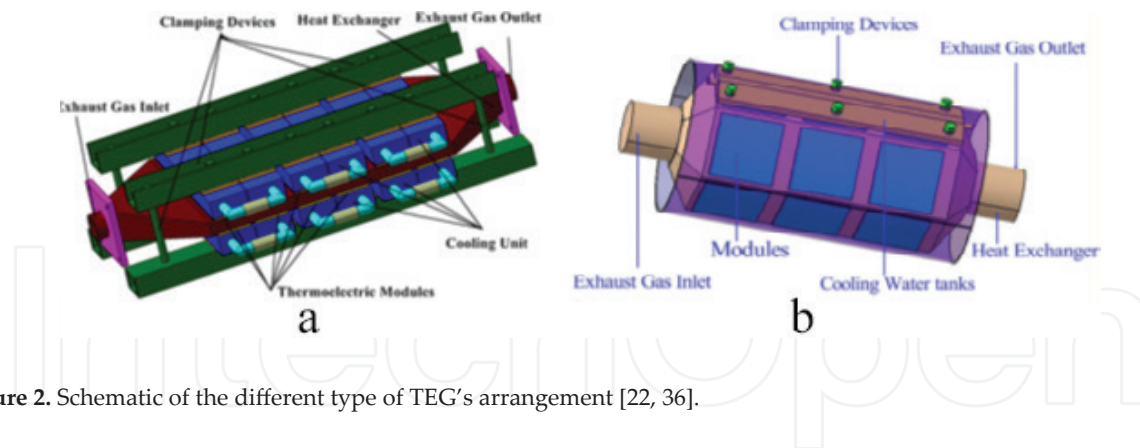 Clamping Devices Heat Exchanger Exhaust Gas Outlet
xhaust Gas Inlet
Cooling Unit
Thermoelectric Modules
a
Clamping Devices
Exhaust Gas Outlet
Modules
Heat Exchanger
Exhaust Gas Inlet
Cooling Water tanks
b
IntechOpen
ure 2. Schematic of the different type of TEG's arrangement [22, 36].